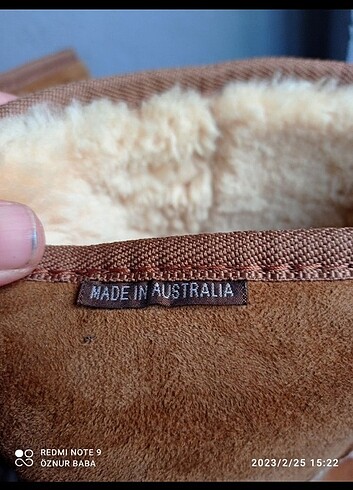 MADE IN AUSTRALIA
REDMI NOTE 9
ÖZNUR BABA
2023/2/25 15:22